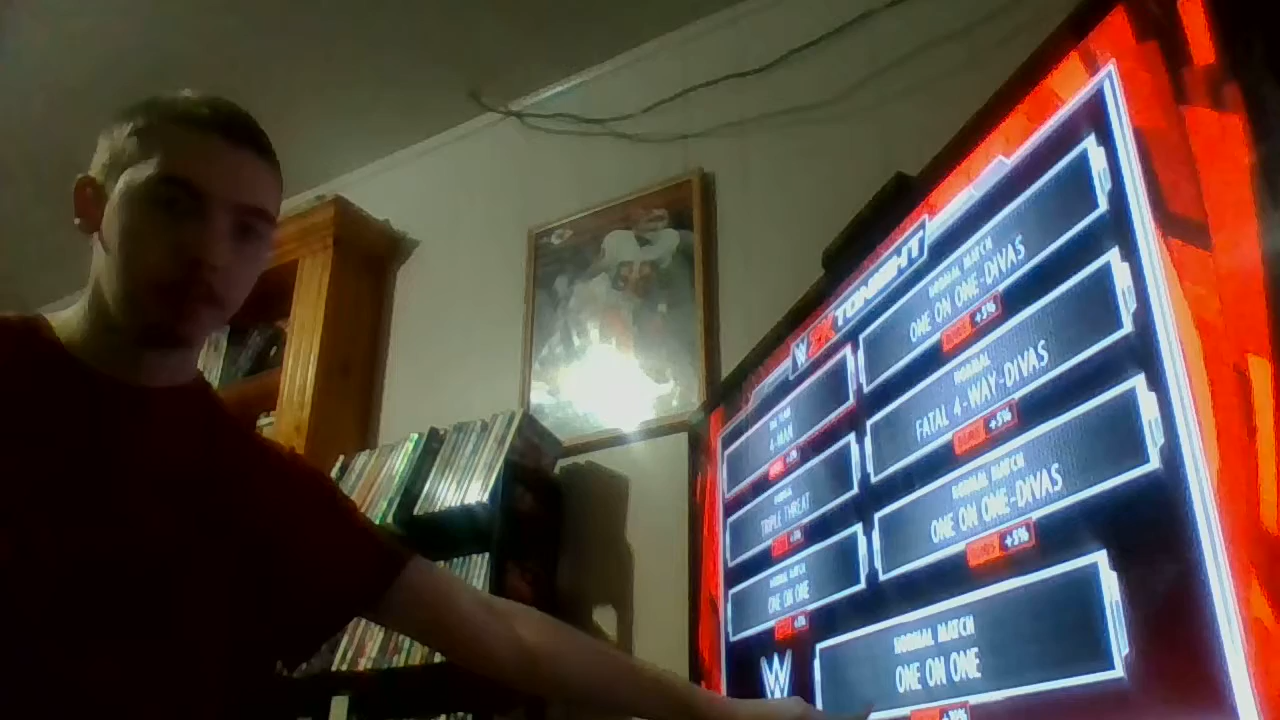 2K TONIGHT
4-MAN
TRIPLE THREAT
NORMAL MATCH
ONE ON ONE
NORMAL MATCH
ONE ON ONE-DIVAS
+5%
NORMAL
FATAL 4-WAY-DIVAS
+5%
NORMAL MATCH
ONE ON ONE-DIVAS
+5%
W
NORMAL MATCH
ONE ON ONE